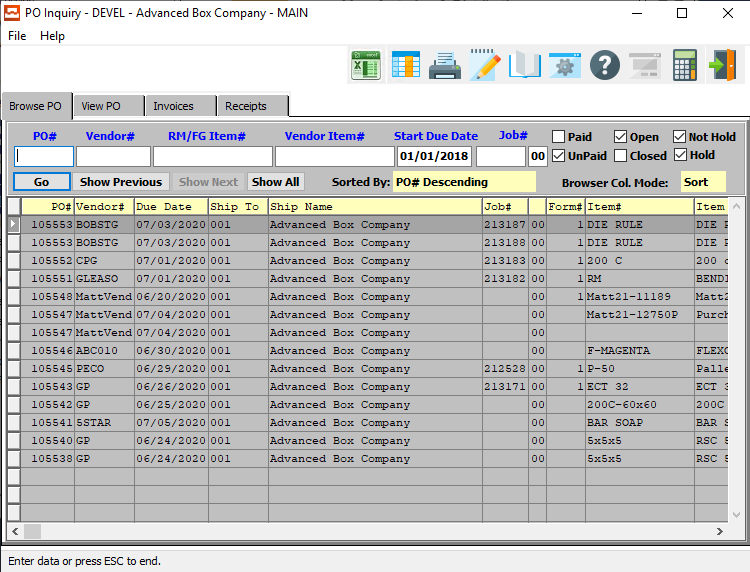 PO Inquiry - DEVEL - Advanced Box Company - MAIN
File Help
Browse PO View PO Invoices Receipts
PO# Vendor# RM/FG Item# Vendor Item# Start Due Date Job# Paid Open Not Hold
01/01/2018 00 UnPaid Closed Hold
Go Show Previous Show Next Show All Sorted By: PO# Descending Browser Col. Mode: Sort
PO# Vendor# Due Date Ship To Ship Name Job# Form# Item# Item
105553 BOBSTG 07/03/2020 001 Advanced Box Company 213187 00 1 DIE RULE DIE
105553 BOBSTG 07/03/2020 001 Advanced Box Company 213188 00 1 DIE RULE DIE
105552 CPG 07/01/2020 001 Advanced Box Company 213183 00 1 200 C 200
105551 GLEASO 07/01/2020 001 Advanced Box Company 213182 00 1 RM BENDI
105548 MattVend 06/20/2020 001 Advanced Box Company 00 1 Matt21-11189 Matt2
105547 MattVend 07/04/2020 001 Advanced Box Company 00 Matt21-12750P Purch
105547 MattVend 07/04/2020 001 Advanced Box Company 00
105546 ABC010 06/30/2020 001 Advanced Box Company 00 F-MAGENTA FLEXO
105545 PECO 06/29/2020 001 Advanced Box Company 212528 00 1 P-50 Palle
105543 GP 06/26/2020 001 Advanced Box Company 213171 00 1 ECT 32 ECT
105542 GP 06/25/2020 001 Advanced Box Company 00 200C-60x60 200C
105541 5STAR 07/05/2020 001 Advanced Box Company 00 BAR SOAP BAR
105540 GP 06/24/2020 001 Advanced Box Company 00 5x5x5 RSC
105538 GP 06/24/2020 001 Advanced Box Company 00 5x5x5 RSC
Enter data or press ESC to end.